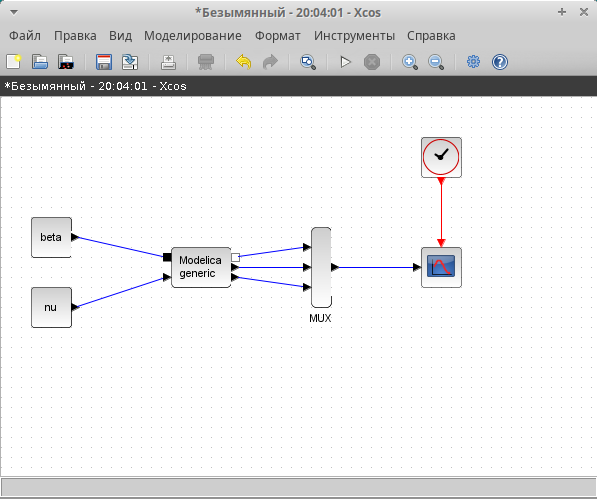 *Безымянный - 20:04:01 - Xcos
Файл Правка Вид Моделирование Формат Инструменты Справка
*Безымянный - 20:04:01 - Xcos
beta
Modelica
generic
nu
MUX